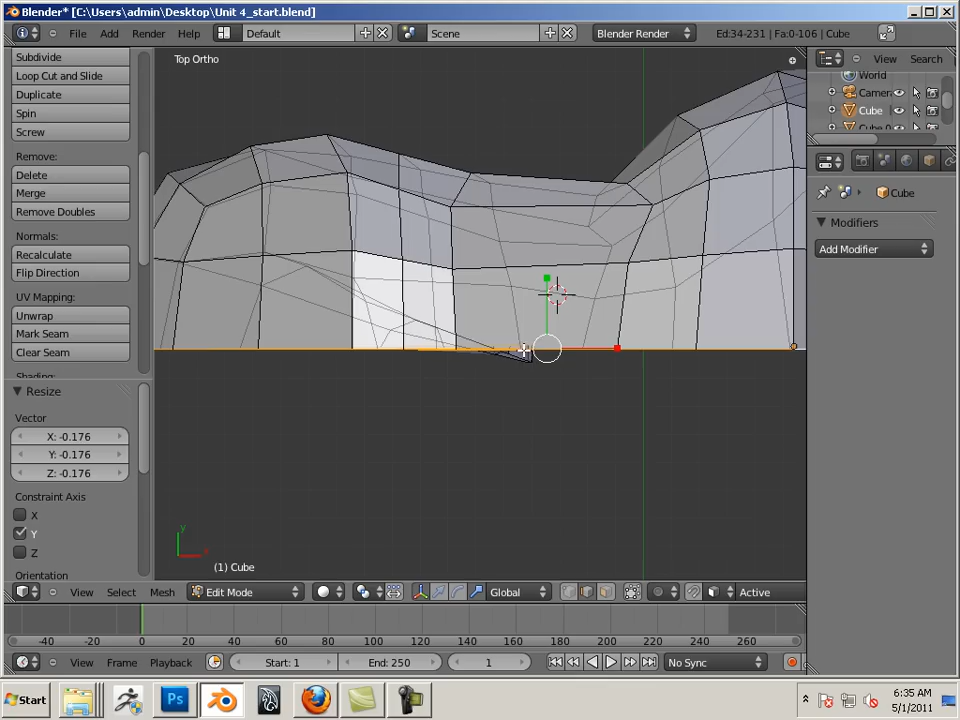 Blender* [C:\Users\admin\Desktop\Unit 4_start.blend]
File Add Render Help Default Scene Blender Render Ed:34-231 | Fa:0-106 | Cube
Subdivide
Loop Cut and Slide
Duplicate
Spin
Screw
Remove:
Delete
Merge
Remove Doubles
Normals:
Recalculate
Flip Direction
UV Mapping:
Unwrap
Mark Seam
Clear Seam
Shading:
Resize
Vector
X: -0.176
Y: -0.176
Z: -0.176
Constraint Axis
X
Y
Z
Orientation
Top Ortho
y
x
(1) Cube
View Search
World
Camer
Cube
Cube.0
Cube
Modifiers
Add Modifier
View Select Mesh Edit Mode Global Active
-40 -20 0 20 40 60 80 100 120 140 160 180 200 220 240 260
View Frame Playback Start: 1 End: 250 1 No Sync
Start Ps 6:35 AM
5/1/2011